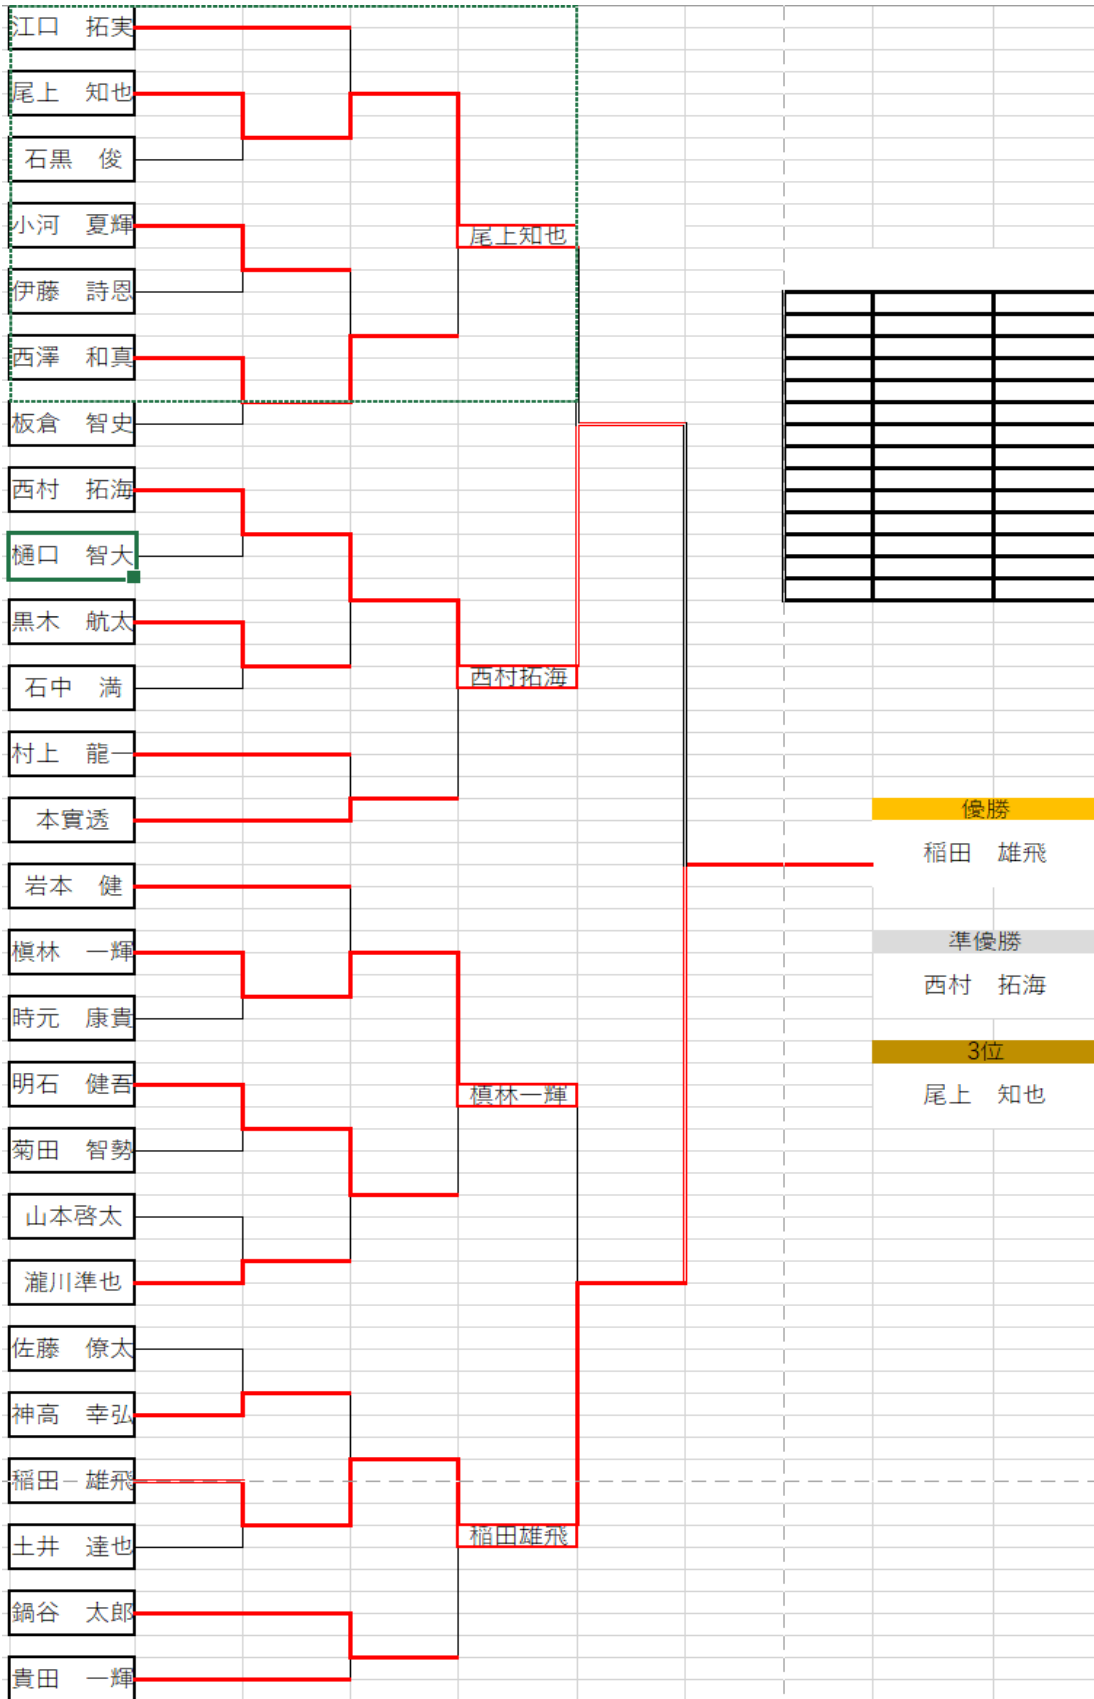 江口　拓実
尾上　知也
石黒　俊
小河　夏輝
尾上知也
伊藤　詩恩
西澤　和真
板倉　智史
西村　拓海
樋口　智大
黒木　航太
石中　満
西村拓海
村上　龍一
本實透
優勝
稲田　雄飛
岩本　健
槇林　一輝
準優勝
西村　拓海
時元　康貴
3位
明石　健吾
槙林一輝
尾上　知也
菊田　智勢
山本啓太
瀧川準也
佐藤　僚太
神高　幸弘
稲田　雄飛
稲田雄飛
土井　達也
鍋谷　太郎
貴田　一輝